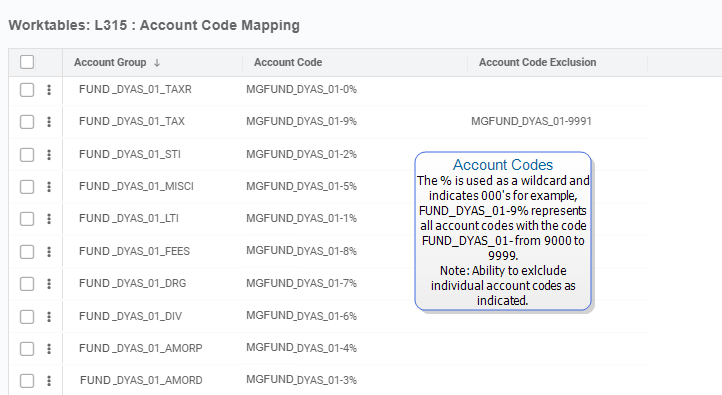 Worktables: L315 : Account Code Mapping
Account Group ↓ Account Code Account Code Exclusion
FUND _DYAS_01_TAXR MGFUND_DYAS_01-0%
FUND _DYAS_01_TAX MGFUND_DYAS_01-9% MGFUND_DYAS_01-9991
FUND _DYAS_01_STI MGFUND_DYAS_01-2%
FUND _DYAS_01_MISCI MGFUND_DYAS_01-5%
FUND _DYAS_01_LTI MGFUND_DYAS_01-1%
FUND _DYAS_01_FEES MGFUND_DYAS_01-8%
FUND _DYAS_01_DRG MGFUND_DYAS_01-7%
FUND _DYAS_01_DIV MGFUND_DYAS_01-6%
FUND _DYAS_01_AMORP MGFUND_DYAS_01-4%
FUND _DYAS_01_AMORD MGFUND_DYAS_01-3%
Account Codes
The % is used as a wildcard and
indicates 000's for example,
FUND_DYAS_01-9% represents
all account codes with the code
FUND_DYAS_01- from 9000 to
9999.
Note: Ability to exlclude
individual account codes as
indicated.